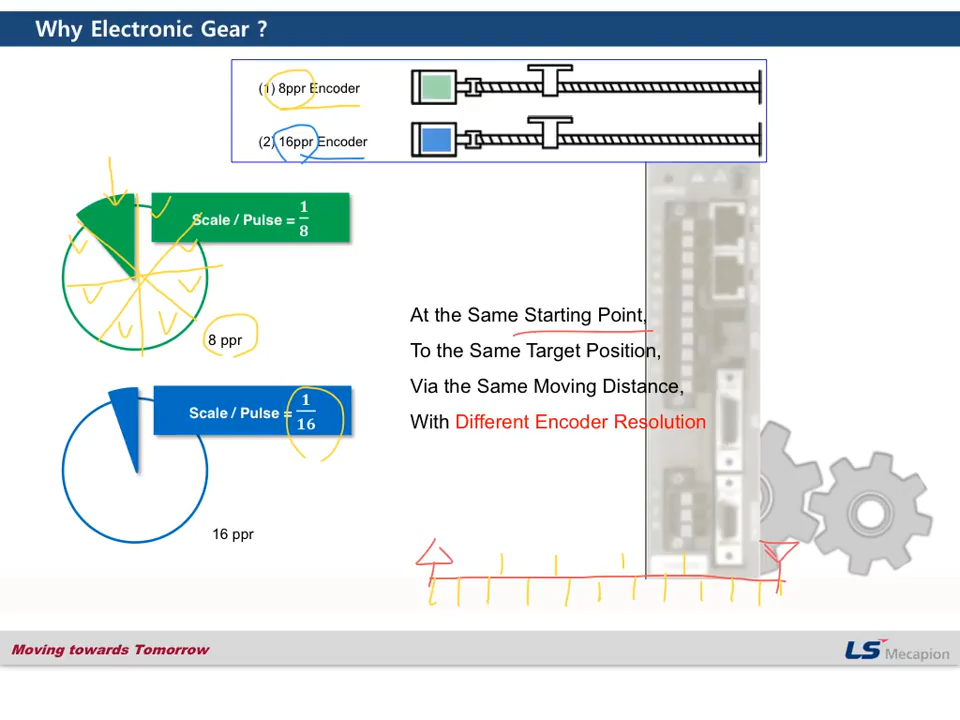 Why Electronic Gear ?
(1) 8ppr Encoder
(2) 16ppr Encoder
Scale / Pulse = 1/8
8 ppr
At the Same Starting Point,
To the Same Target Position,
Via the Same Moving Distance,
With Different Encoder Resolution
Scale / Pulse = 1/16
16 ppr
Moving towards Tomorrow
LS Mecapion